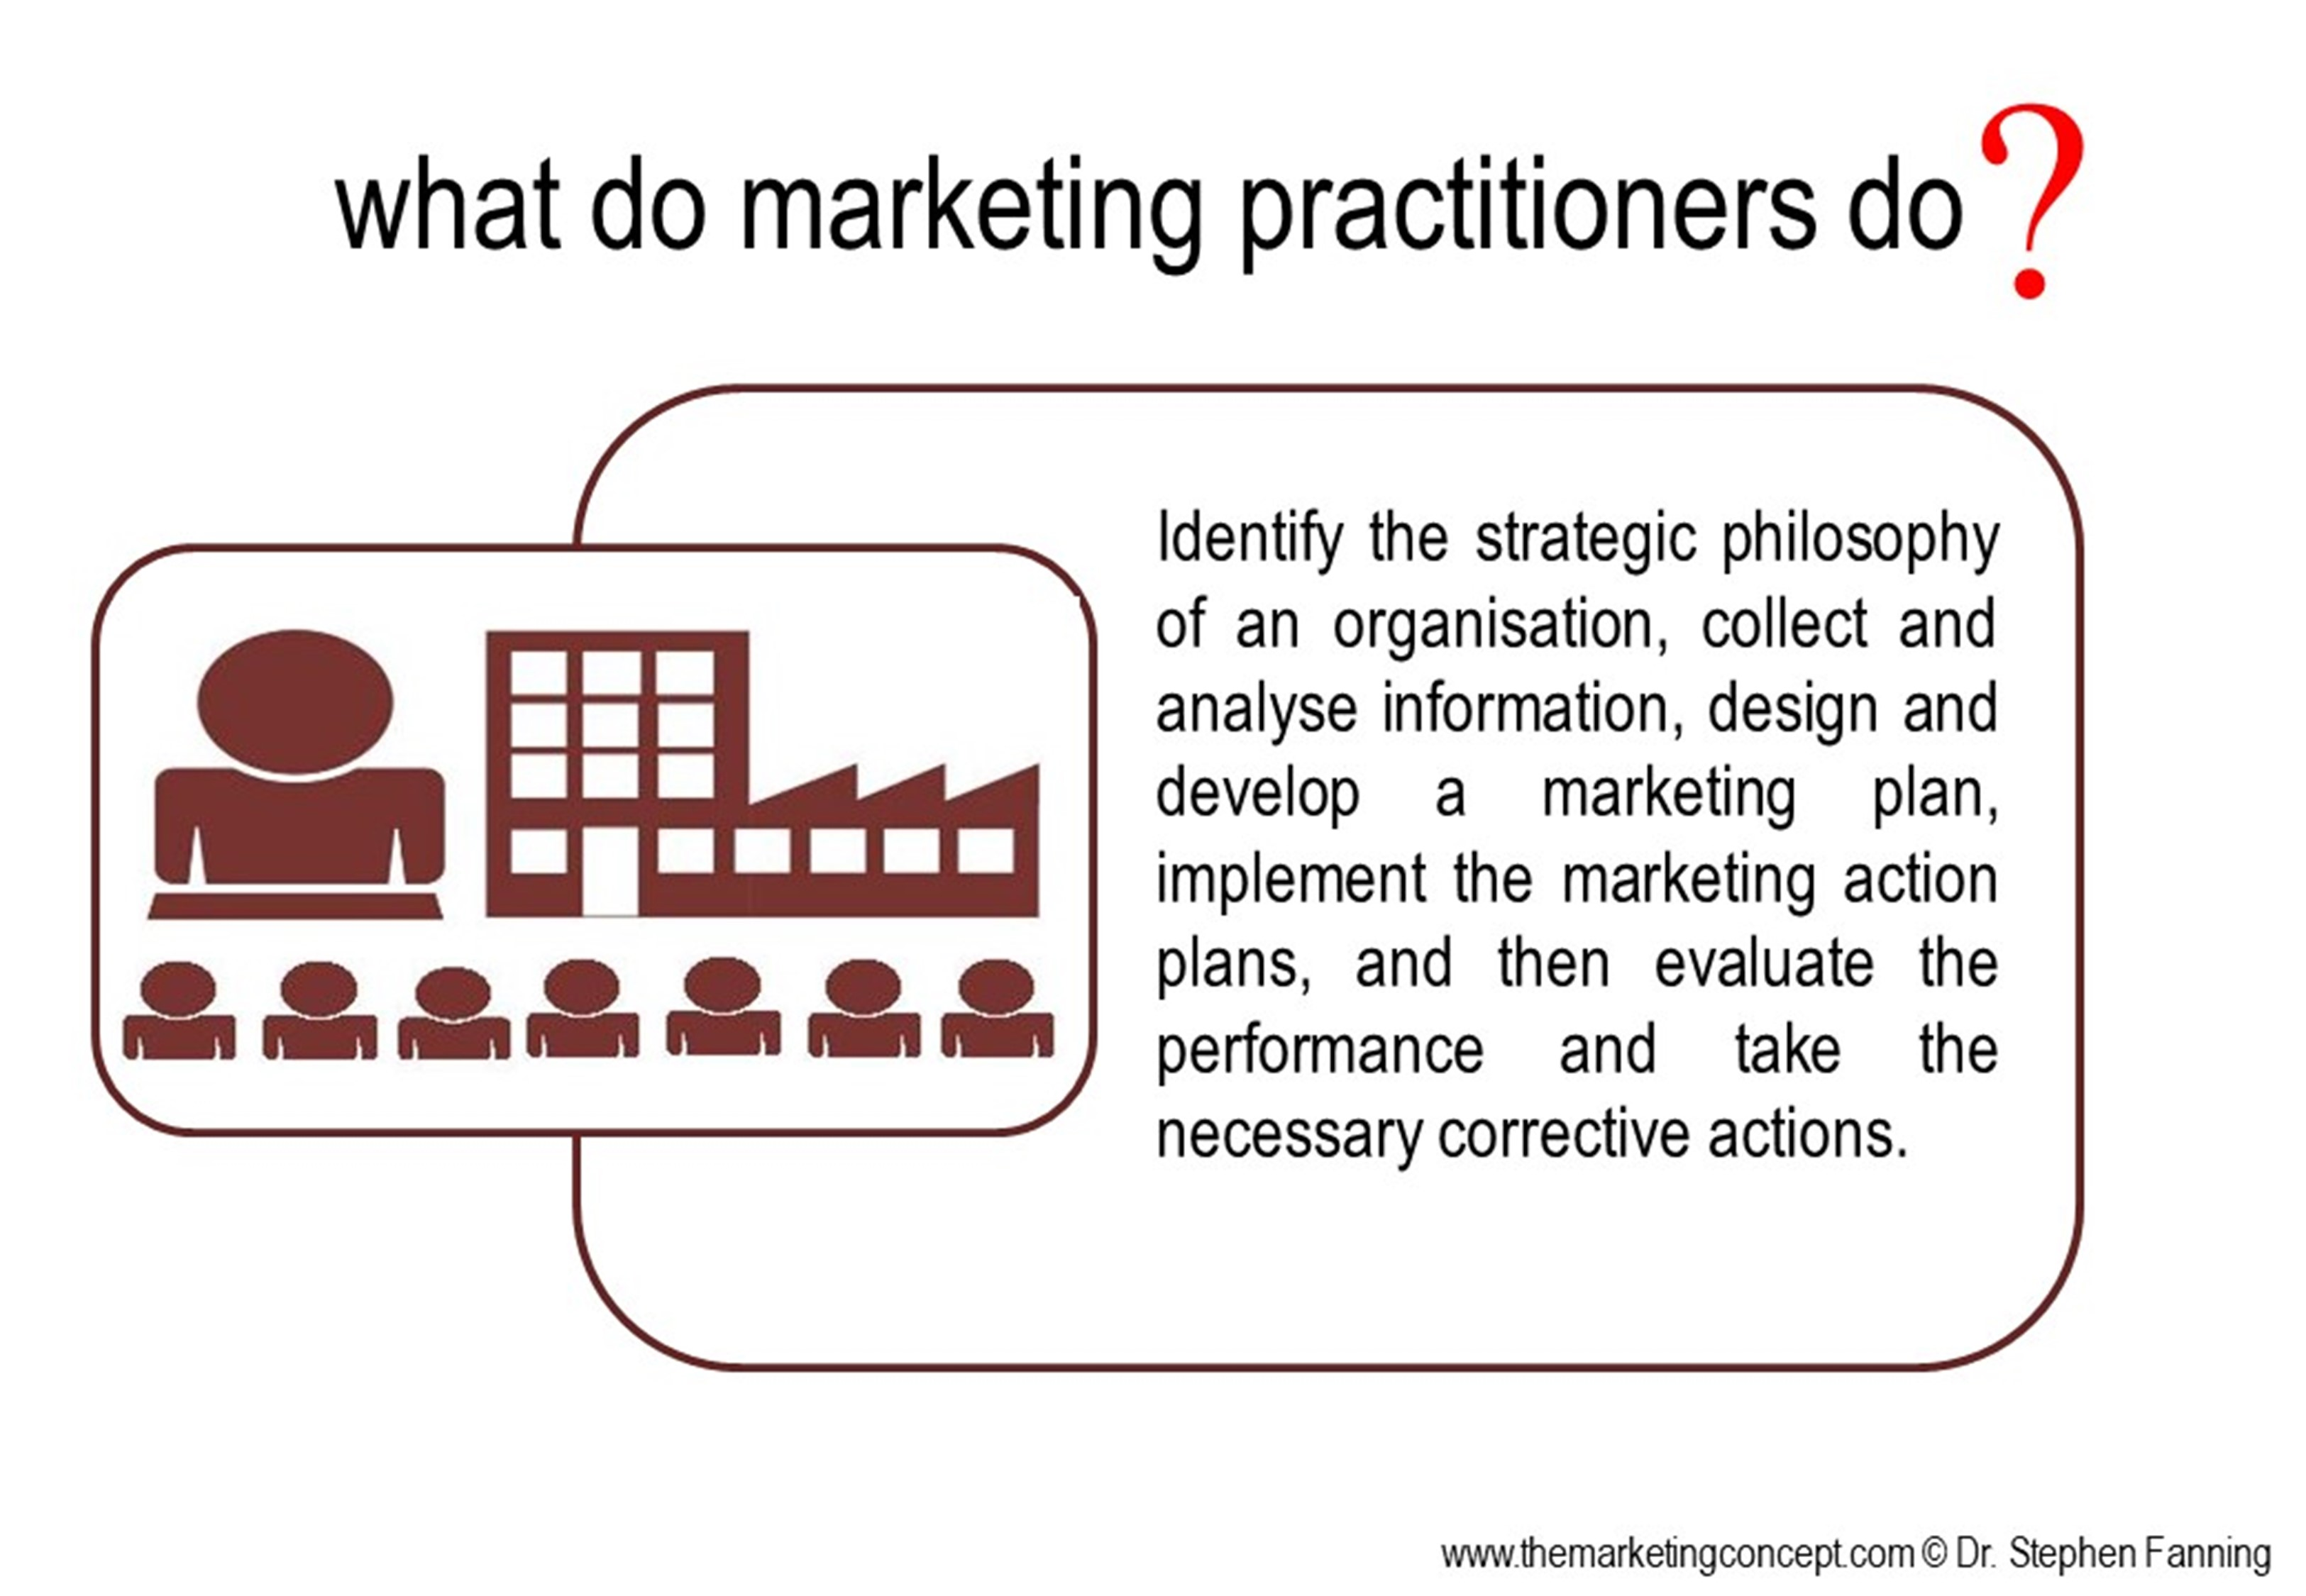 what do marketing practitioners do?
Identify the strategic philosophy
of an organisation, collect and
analyse information, design and
develop a marketing plan,
implement the marketing action
plans, and then evaluate the
performance and take the
necessary corrective actions.
www.themarketingconcept.com © Dr. Stephen Fanning